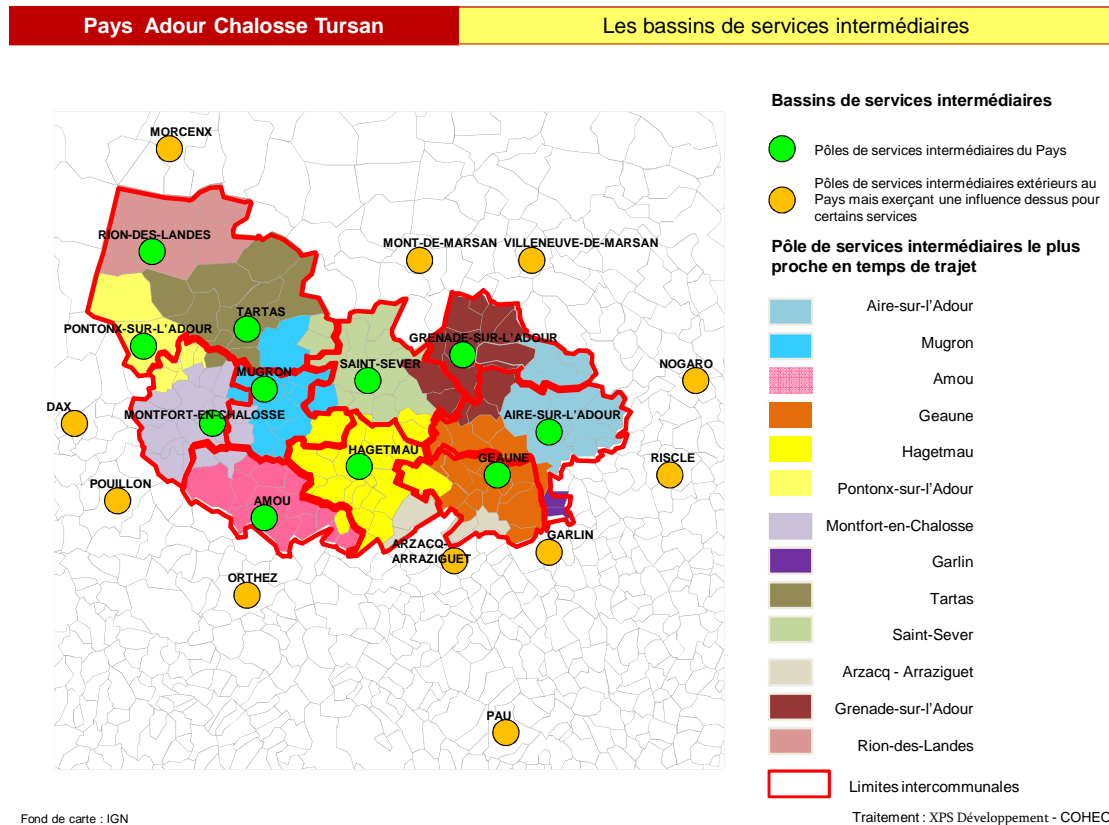 Pays Adour Chalosse Tursan
Les bassins de services intermédiaires
MORCENX
RION-DES-LANDES
MONT-DE-MARSAN
VILLENEUVE-DE-MARSAN
TARTAS
PONTONX-SUR-L'ADOUR
GRENADE-SUR-L'ADOUR
MUGRON
SAINT-SEVER
NOGARO
DAX
MONTFORT-EN-CHALOSSE
AIRE-SUR-L'ADOUR
HAGETMAU
GEAUNE
RISCLE
POUILLON
AMOU
ARZACQ-
ARRAZIGUET
GARLIN
ORTHEZ
PAU
Bassins de services intermédiaires
Pôles de services intermédiaires du Pays
Pôles de services intermédiaires extérieurs au
Pays mais exerçant une influence dessus pour
certains services
Pôle de services intermédiaires le plus
proche en temps de trajet
Aire-sur-l'Adour
Mugron
Amou
Geaune
Hagetmau
Pontonx-sur-l'Adour
Montfort-en-Chalosse
Garlin
Tartas
Saint-Sever
Arzacq - Arraziguet
Grenade-sur-l'Adour
Rion-des-Landes
Limites intercommunales
Fond de carte : IGN
Traitement : XPS Développement - COHEO